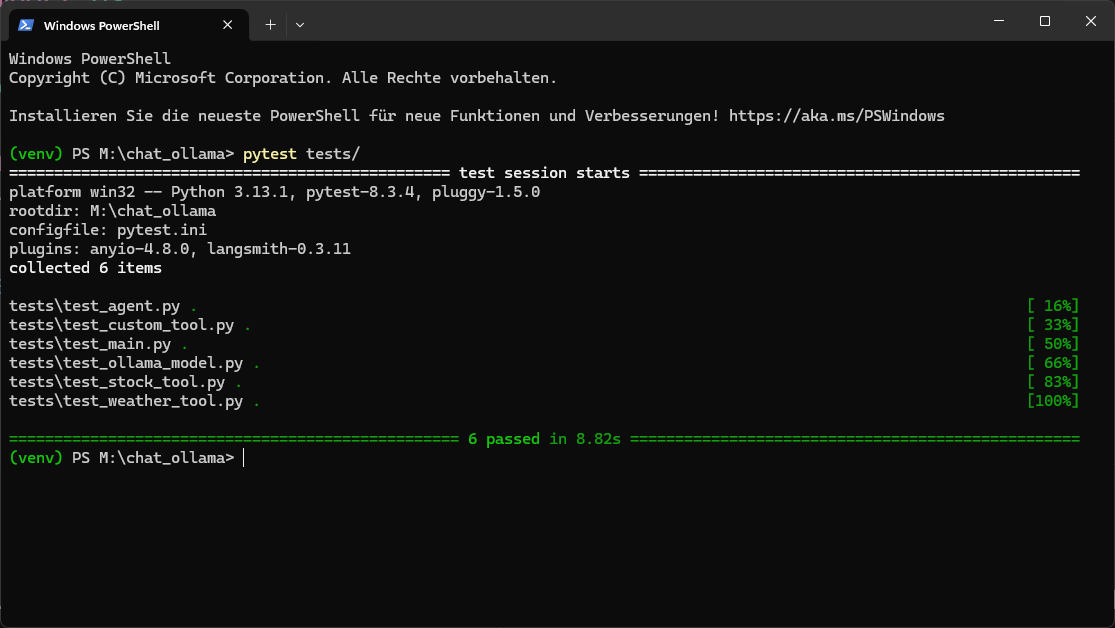 Windows PowerShell
Windows PowerShell
Copyright (C) Microsoft Corporation. Alle Rechte vorbehalten.
Installieren Sie die neueste PowerShell für neue Funktionen und Verbesserungen! https://aka.ms/PSWindows
(venv) PS M:\chat_ollama> pytest tests/
================================================= test session starts =================================================
platform win32 -- Python 3.13.1, pytest-8.3.4, pluggy-1.5.0
rootdir: M:\chat_ollama
configfile: pytest.ini
plugins: anyio-4.8.0, langsmith-0.3.11
collected 6 items
tests\test_agent.py . [ 16%]
tests\test_custom_tool.py . [ 33%]
tests\test_main.py . [ 50%]
tests\test_ollama_model.py . [ 66%]
tests\test_stock_tool.py . [ 83%]
tests\test_weather_tool.py . [100%]
================================================== 6 passed in 8.82s ==================================================
(venv) PS M:\chat_ollama>